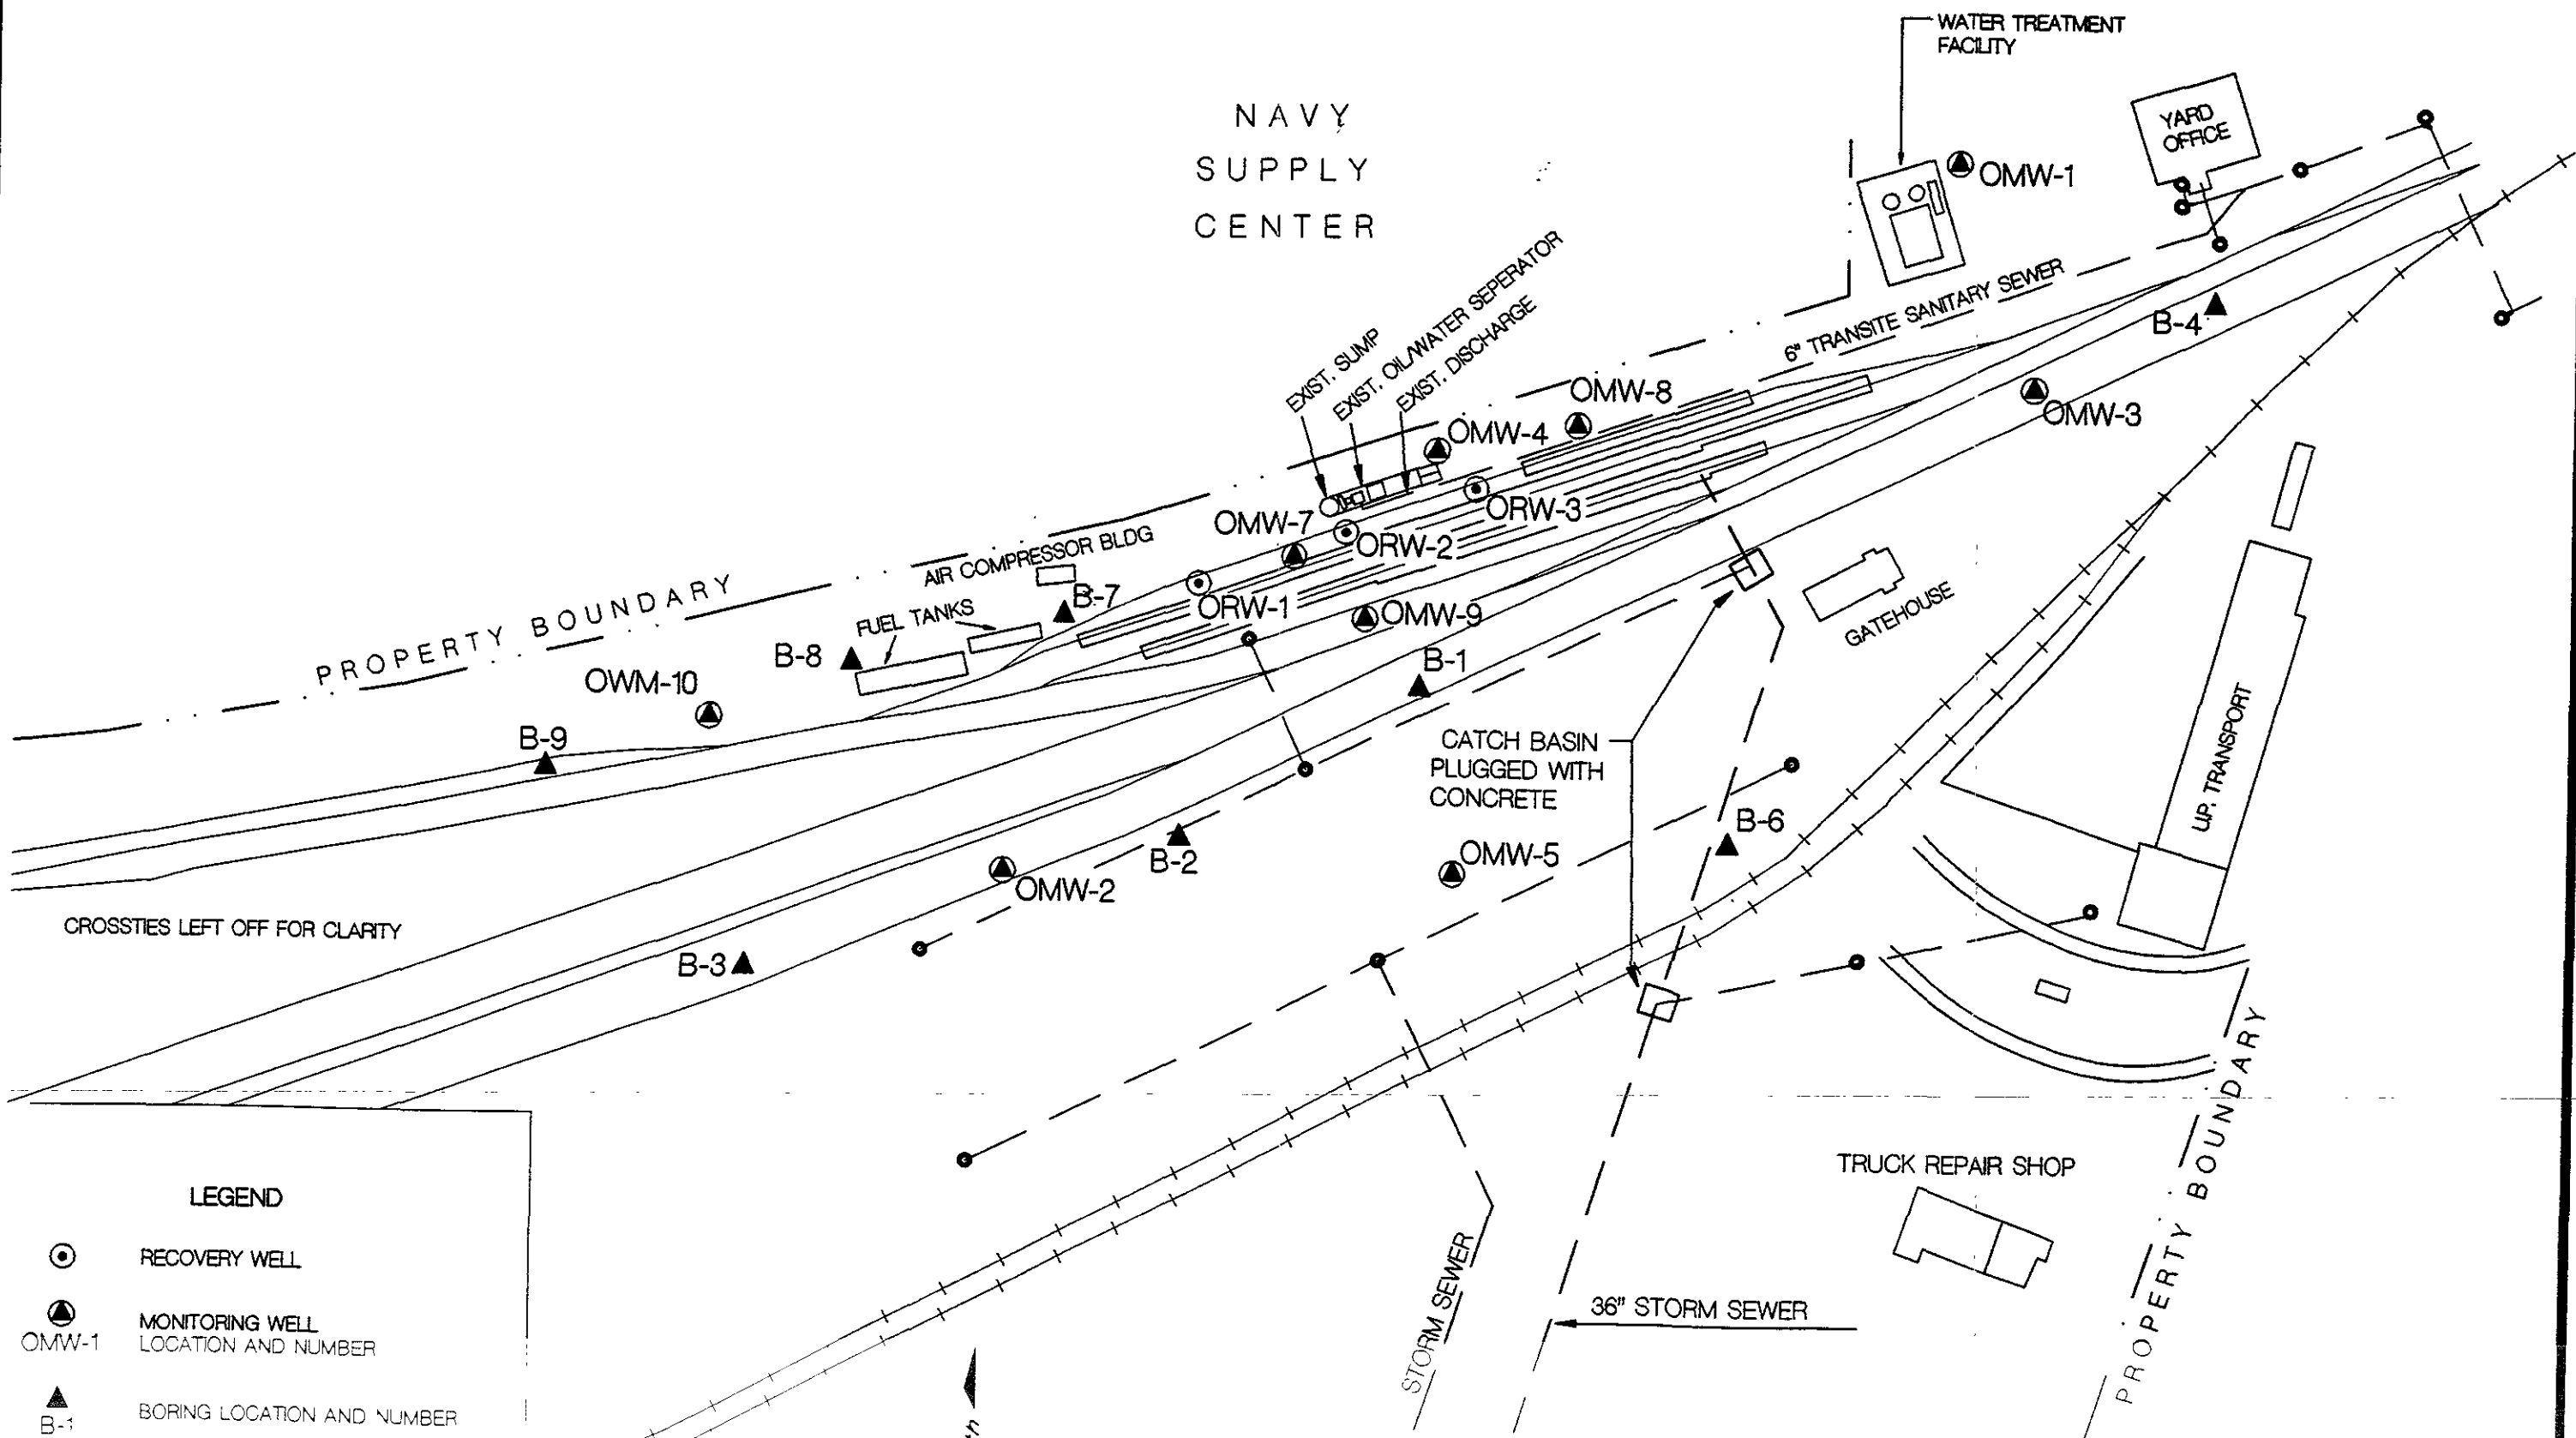 WATER TREATMENT
FACILITY
NAVY
SUPPLY
CENTER
YARD
OFFICE
OMW-1
6" TRANSITE SANITARY SEWER
B-4
EXIST. SUMP
EXIST. OIL/WATER SEPERATOR
EXIST. DISCHARGE
OMW-8
OMW-4
OMW-3
ORW-3
OMW-7
ORW-2
AIR COMPRESSOR BLDG
PROPERTY BOUNDARY
B-7
ORW-1
FUEL TANKS
OMW-9
GATEHOUSE
B-8
B-1
OWM-10
B-9
CATCH BASIN
PLUGGED WITH
CONCRETE
U.P. TRANSPORT
B-6
B-2
OMW-5
OMW-2
CROSSTIES LEFT OFF FOR CLARITY
B-3
PROPERTY BOUNDARY
TRUCK REPAIR SHOP
STORM SEWER
36" STORM SEWER
LEGEND
RECOVERY WELL
MONITORING WELL
OMW-1 LOCATION AND NUMBER
BORING LOCATION AND NUMBER
B-1